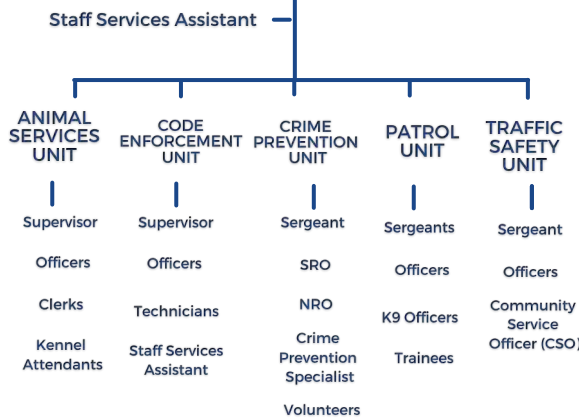 Staff Services Assistant
ANIMAL
SERVICES
UNIT
Supervisor
Officers
Clerks
Kennel
Attendants
CODE
ENFORCEMENT
UNIT
Supervisor
Officers
Technicians
Staff Services
Assistant
CRIME
PREVENTION
UNIT
Sergeant
SRO
NRO
Crime
Prevention
Specialist
Volunteers
PATROL
UNIT
Sergeants
Officers
K9 Officers
Trainees
TRAFFIC
SAFETY
UNIT
Sergeant
Officers
Community
Service
Officer (CSO)